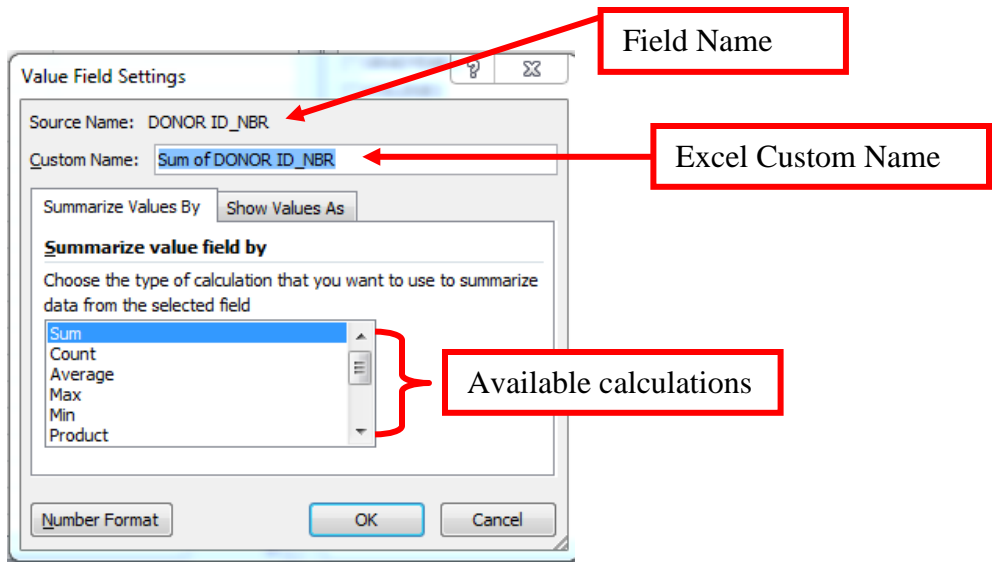 Field Name
Value Field Settings
Source Name: DONOR ID_NBR
Custom Name: Sum of DONOR ID_NBR
Excel Custom Name
Summarize Values By Show Values As
Summarize value field by
Choose the type of calculation that you want to use to summarize
data from the selected field
Sum
Count
Average
Max
Min
Product
Available calculations
Number Format OK Cancel